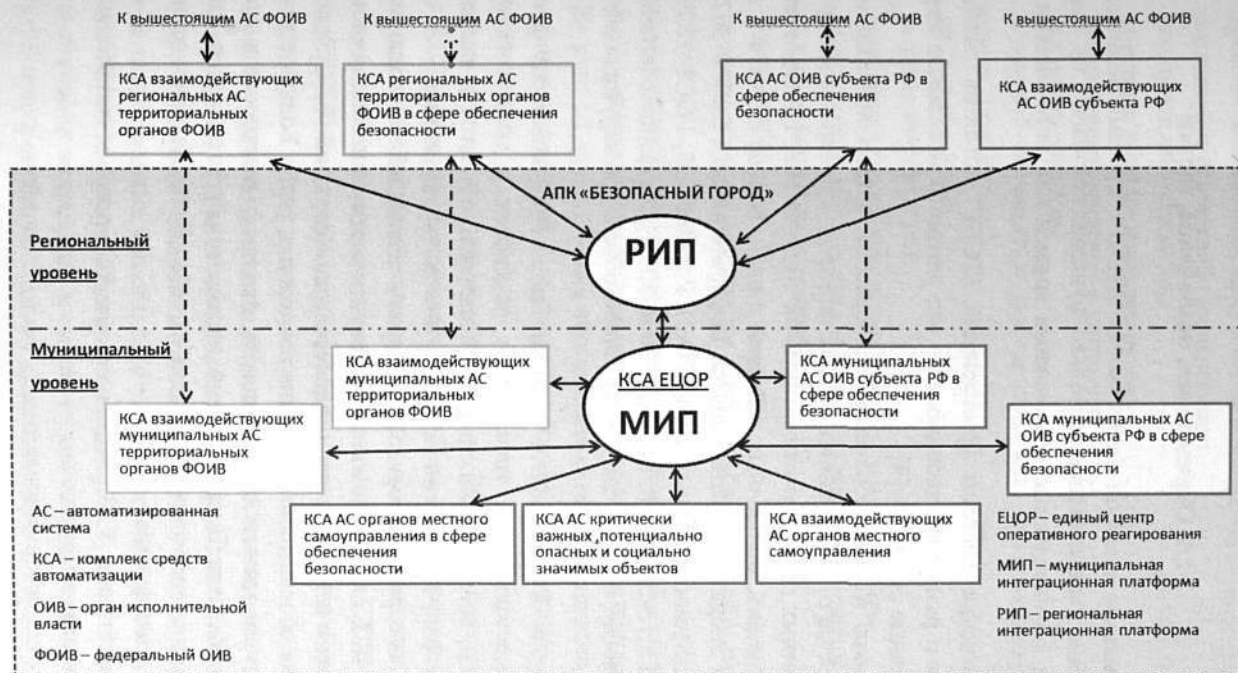 К вышестоящим АС ФОИВ
К вышестоящим АС ФОИВ
К вышестоящим АС ФОИВ
К вышестоящим АС ФОИВ
КСА взаимодействующих
региональных АС
территориальных
органов ФОИВ
КСА региональных АС
территориальных органов
ФОИВ в сфере обеспечения
безопасности
КСА АС ОИВ субъекта РФ в
сфере обеспечения
безопасности
КСА взаимодействующих
АС ОИВ субъекта РФ
АПК «БЕЗОПАСНЫЙ ГОРОД»
Региональный
уровень
РИП
Муниципальный
уровень
КСА взаимодействующих
муниципальных АС
территориальных
органов ФОИВ
КСА ЕЦОР
МИП
КСА муниципальных
АС ОИВ субъекта РФ в
сфере обеспечения
безопасности
КСА взаимодействующих
муниципальных АС
территориальных
органов ФОИВ
КСА муниципальных АС
ОИВ субъекта РФ в сфере
обеспечения
безопасности
АС – автоматизированная
система
КСА – комплекс средств
автоматизации
ОИВ – орган исполнительной
власти
ФОИВ – федеральный ОИВ
КСА АС органов местного
самоуправления в сфере
обеспечения
безопасности
КСА АС критически
важных ,потенциально
опасных и социально
значимых объектов
КСА взаимодействующих
АС органов местного
самоуправления
ЕЦОР – единый центр
оперативного реагирования
МИП – муниципальная
интеграционная платформа
РИП – региональная
интеграционная платформа